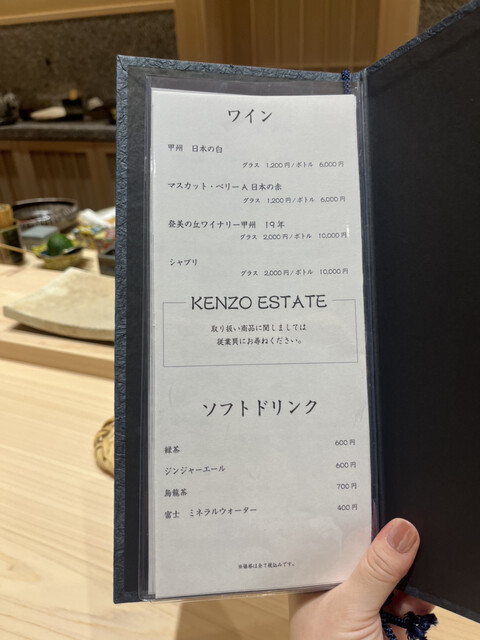 ワイン
甲州 日本の白
グラス 1,200円/ボトル 6,000円
マスカット・ベリーA 日本の赤
グラス 1,200円/ボトル 6,000円
登美の丘ワイナリー甲州 19年
グラス 2,000円/ボトル 10,000円
シャブリ
グラス 2,000円/ボトル 10,000円
KENZO ESTATE
取り扱い商品に関しましては
従業員にお尋ねください。
ソフトドリンク
緑茶 600円
ジンジャーエール 600円
烏龍茶 700円
富士 ミネラルウォーター 400円
※価格は全て税込みです。